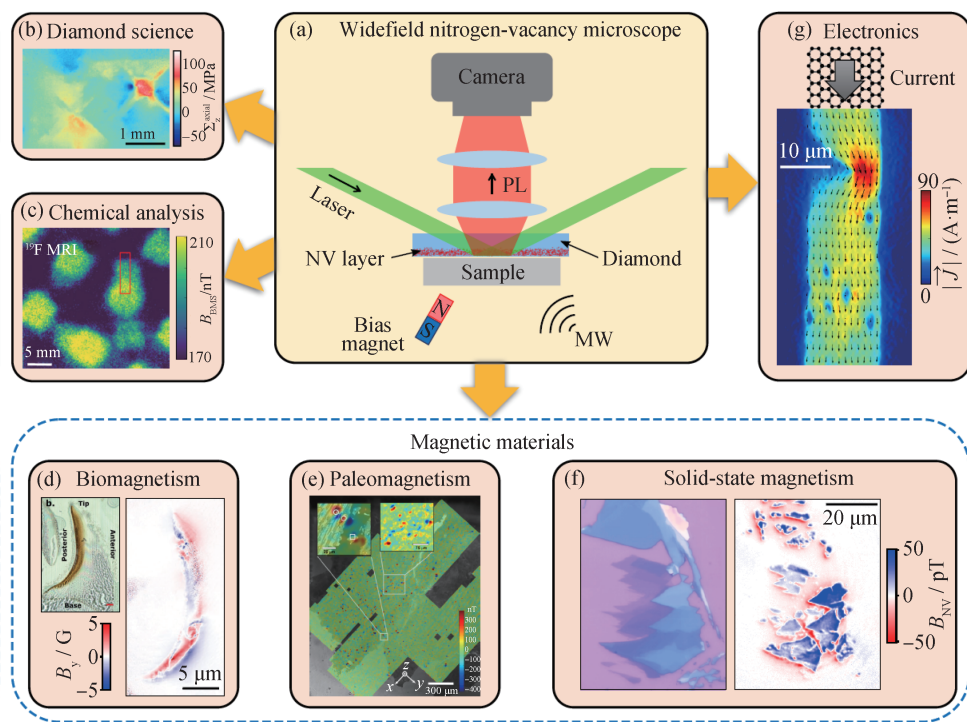 (b) Diamond science
100
50
0
−50
Σ_z^axial / MPa
1 mm
(c) Chemical analysis
¹⁹F MRI
210
B_BMS/nT
170
5 mm
(a) Widefield nitrogen-vacancy microscope
Camera
PL
Laser
NV layer
Diamond
Sample
N
S
Bias
magnet
MW
(g) Electronics
Current
10 μm
90
|J⃗| / (A·m⁻¹)
0
Magnetic materials
(d) Biomagnetism
b.
Tip
Posterior
Anterior
Base
5
0
−5
B_y / G
5 μm
(e) Paleomagnetism
nT
300
200
100
0
−100
−200
−300
−400
z
x
y
300 μm
(f) Solid-state magnetism
20 μm
50
0
−50
B_NV / pT